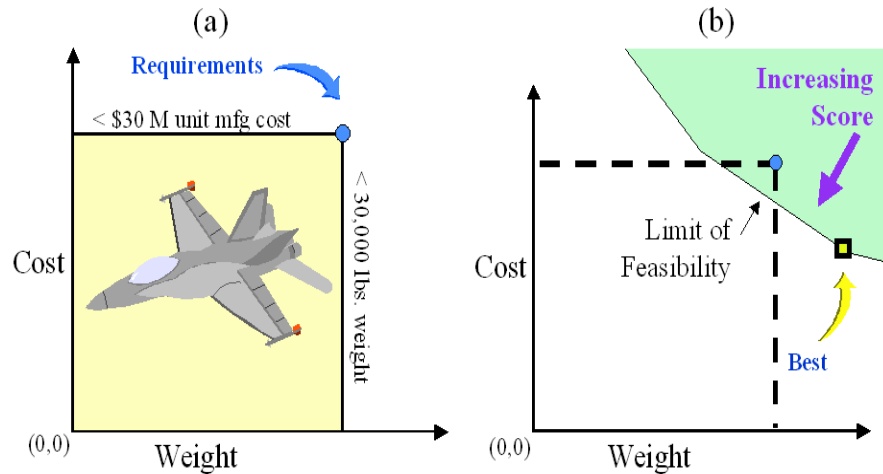 (a)
Requirements
< $30 M unit mfg cost
< 30,000 lbs. weight
Cost
(0,0)
Weight
(b)
Increasing
Score
Limit of
Feasibility
Cost
Best
(0,0)
Weight